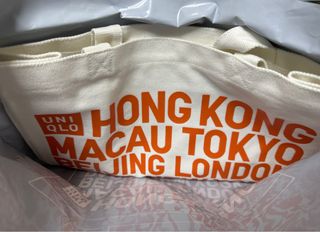 UNI
QLO
HONG KONG
MACAU TOKYO
BEIJING LONDON